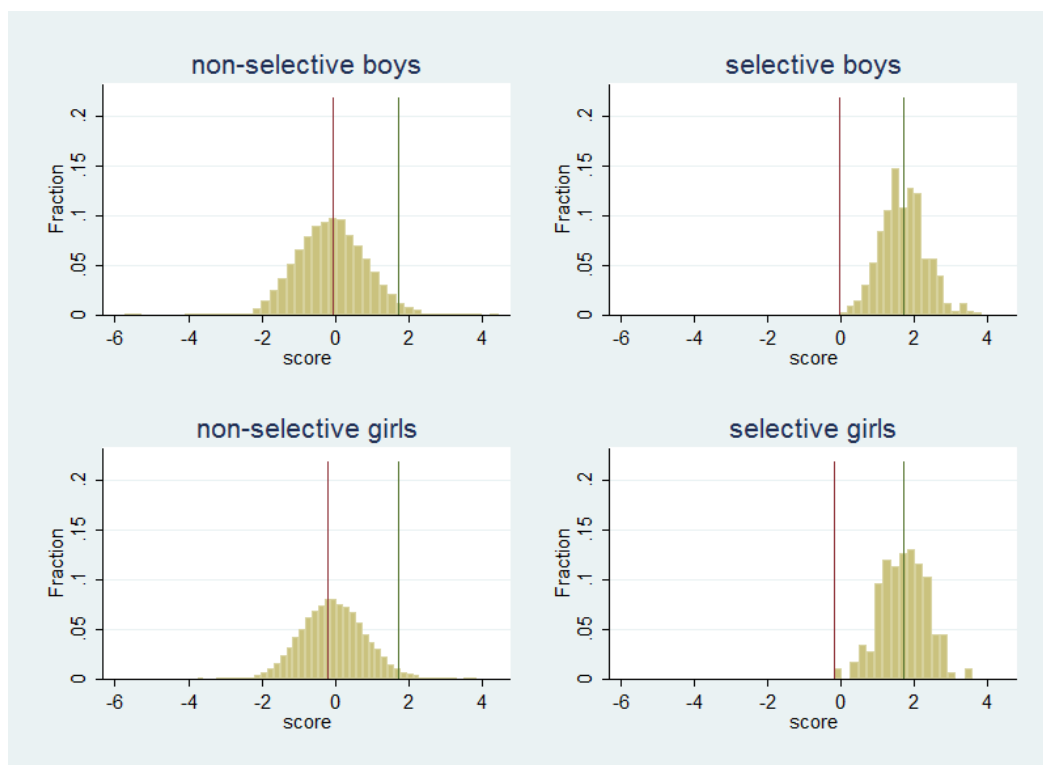 non-selective boys
Fraction
0 .05 .1 .15 .2
-6 -4 -2 0 2 4
score
selective boys
Fraction
0 .05 .1 .15 .2
-6 -4 -2 0 2 4
score
non-selective girls
Fraction
0 .05 .1 .15 .2
-6 -4 -2 0 2 4
score
selective girls
Fraction
0 .05 .1 .15 .2
-6 -4 -2 0 2 4
score